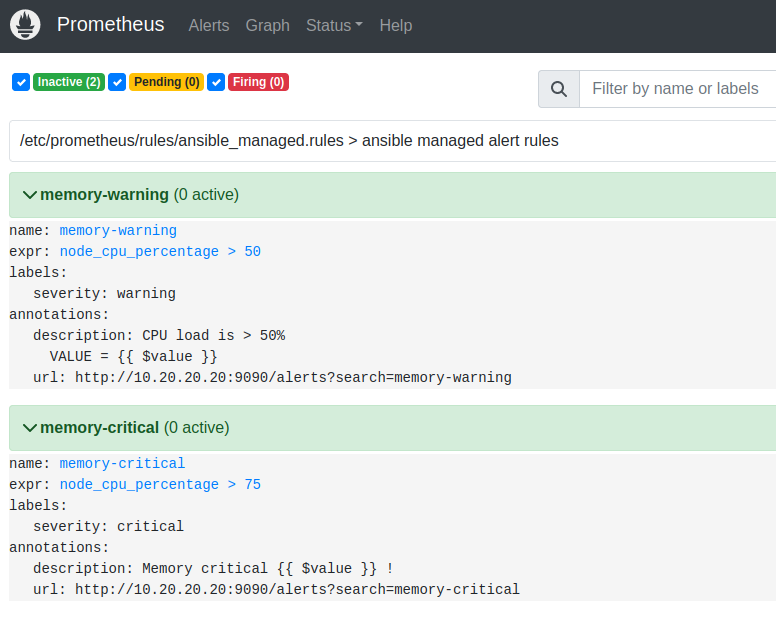 Prometheus Alerts Graph Status Help
Inactive (2) Pending (0) Firing (0)
Filter by name or labels
/etc/prometheus/rules/ansible_managed.rules > ansible managed alert rules
memory-warning (0 active)
name: memory-warning
expr: node_cpu_percentage > 50
labels:
severity: warning
annotations:
description: CPU load is > 50%
VALUE = {{ $value }}
url: http://10.20.20.20:9090/alerts?search=memory-warning
memory-critical (0 active)
name: memory-critical
expr: node_cpu_percentage > 75
labels:
severity: critical
annotations:
description: Memory critical {{ $value }} !
url: http://10.20.20.20:9090/alerts?search=memory-critical